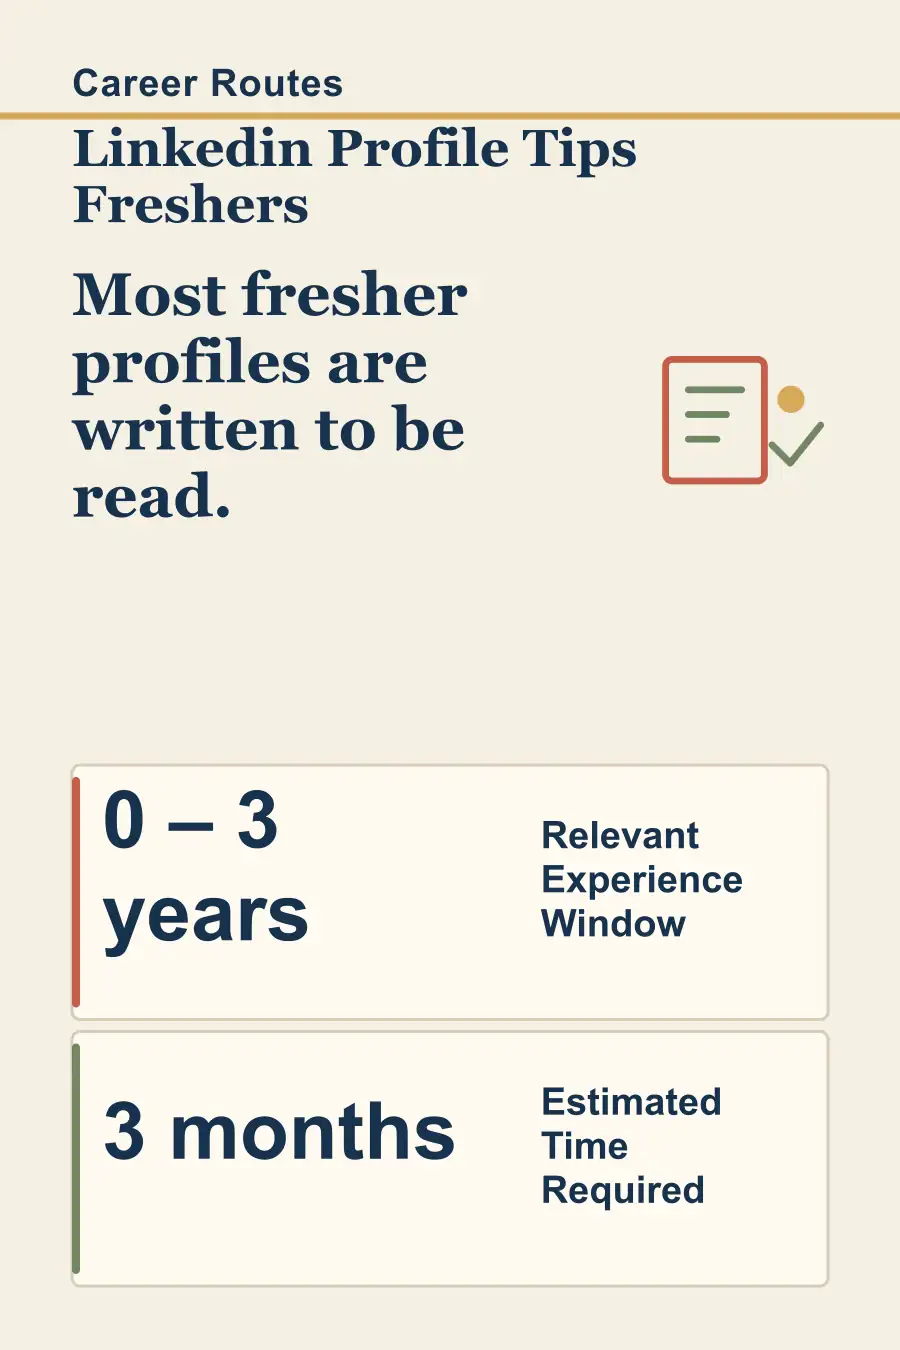 Career Routes
Linkedin Profile Tips
Freshers
Most fresher
profiles are
written to be
read.
0 – 3
years
Relevant
Experience
Window
3 months
Estimated
Time
Required